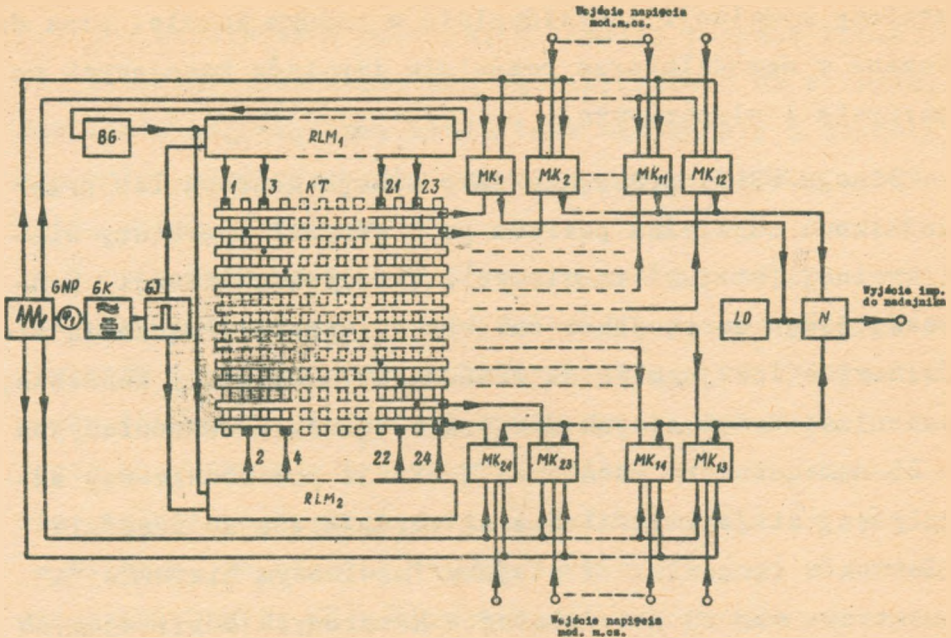 Wejście napięcia
mod.m.cz.
BG
RLM₁
1 3 KT 21 23
MK₁ MK₂ MK₁₁ MK₁₂
GNP GK GJ
φ₁
LO
N
Wyjście imp.
do nadajnika
2 4 22 24
RLM₂
MK₂₄ MK₂₃ MK₁₄ MK₁₃
Wejście napięcia
mod. m.cz.